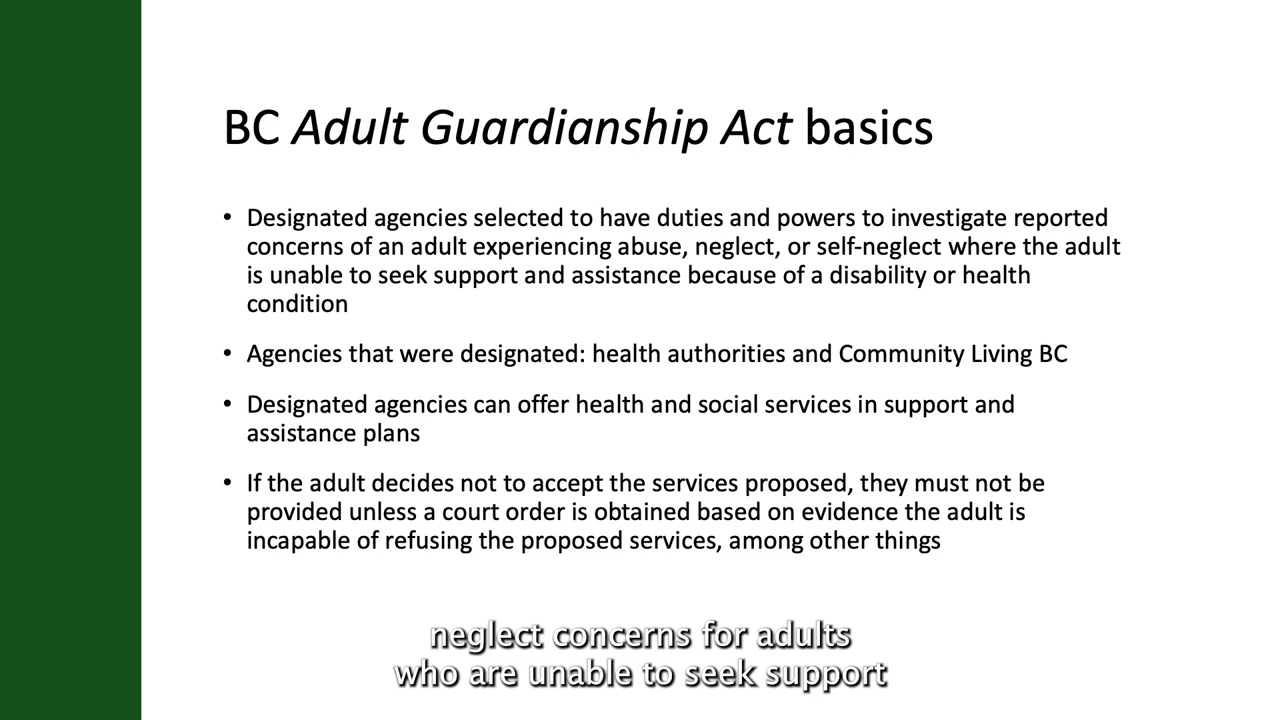 BC Adult Guardianship Act basics
• Designated agencies selected to have duties and powers to investigate reported
concerns of an adult experiencing abuse, neglect, or self-neglect where the adult
is unable to seek support and assistance because of a disability or health
condition
• Agencies that were designated: health authorities and Community Living BC
• Designated agencies can offer health and social services in support and
assistance plans
• If the adult decides not to accept the services proposed, they must not be
provided unless a court order is obtained based on evidence the adult is
incapable of refusing the proposed services, among other things
neglect concerns for adults
who are unable to seek support